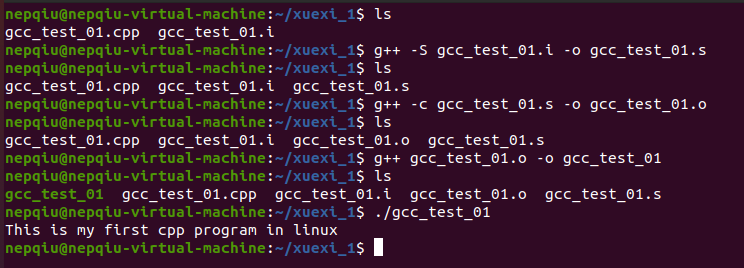 nepqiu@nepqiu-virtual-machine:~/xuexi_1$ ls
gcc_test_01.cpp  gcc_test_01.i
nepqiu@nepqiu-virtual-machine:~/xuexi_1$ g++ -S gcc_test_01.i -o gcc_test_01.s
nepqiu@nepqiu-virtual-machine:~/xuexi_1$ ls
gcc_test_01.cpp  gcc_test_01.i  gcc_test_01.s
nepqiu@nepqiu-virtual-machine:~/xuexi_1$ g++ -c gcc_test_01.s -o gcc_test_01.o
nepqiu@nepqiu-virtual-machine:~/xuexi_1$ ls
gcc_test_01.cpp  gcc_test_01.i  gcc_test_01.o  gcc_test_01.s
nepqiu@nepqiu-virtual-machine:~/xuexi_1$ g++ gcc_test_01.o -o gcc_test_01
nepqiu@nepqiu-virtual-machine:~/xuexi_1$ ls
gcc_test_01  gcc_test_01.cpp  gcc_test_01.i  gcc_test_01.o  gcc_test_01.s
nepqiu@nepqiu-virtual-machine:~/xuexi_1$ ./gcc_test_01
This is my first cpp program in linux
nepqiu@nepqiu-virtual-machine:~/xuexi_1$